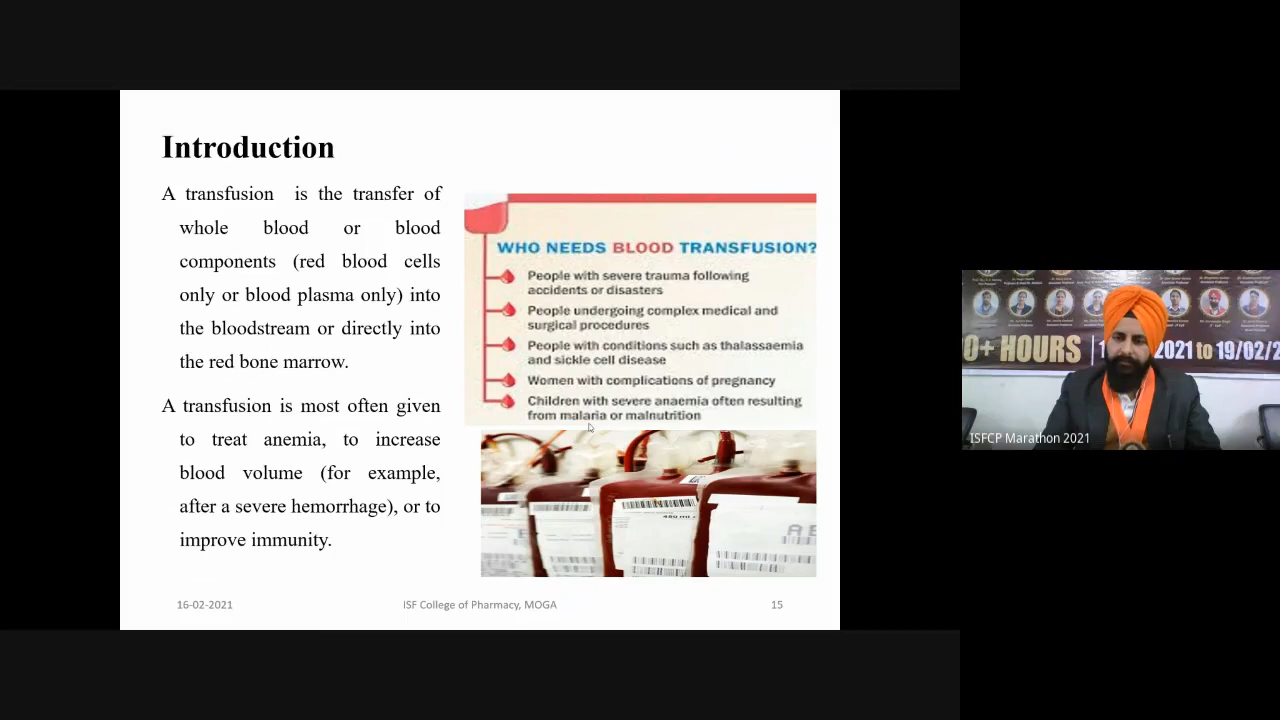 Introduction
A transfusion is the transfer of
whole blood or blood
components (red blood cells
only or blood plasma only) into
the bloodstream or directly into
the red bone marrow.
A transfusion is most often given
to treat anemia, to increase
blood volume (for example,
after a severe hemorrhage), or to
improve immunity.
WHO NEEDS BLOOD TRANSFUSION?
People with severe trauma following
accidents or disasters
People undergoing complex medical and
surgical procedures
People with conditions such as thalassaemia
and sickle cell disease
Women with complications of pregnancy
Children with severe anaemia often resulting
from malaria or malnutrition
16-02-2021
ISF College of Pharmacy, MOGA
15
0+ HOURS
2021 to 19/02/2
ISFCP Marathon 2021